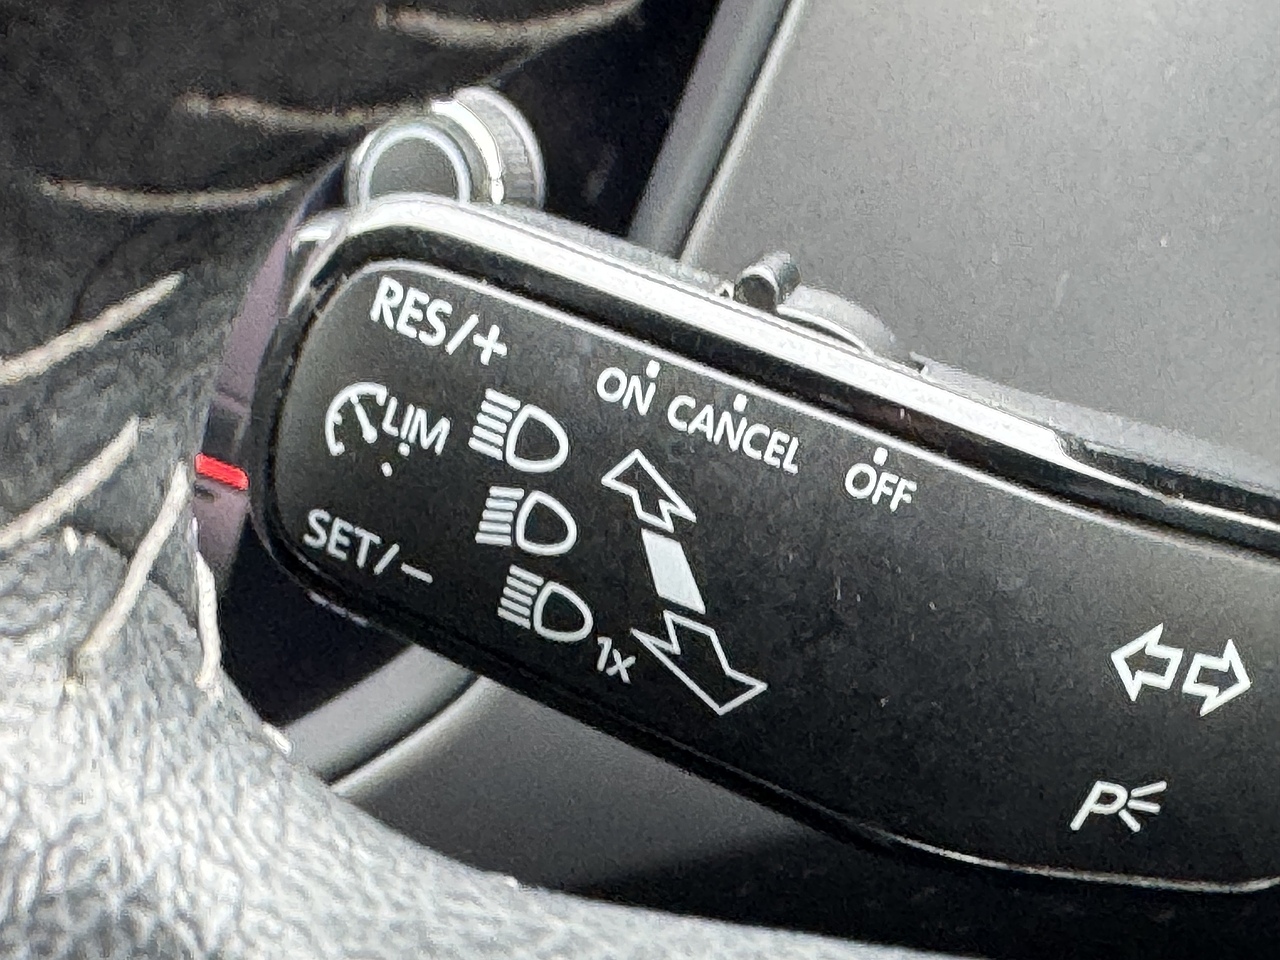 RES/+
ON CANCEL OFF
LIM
SET/−
1x
P